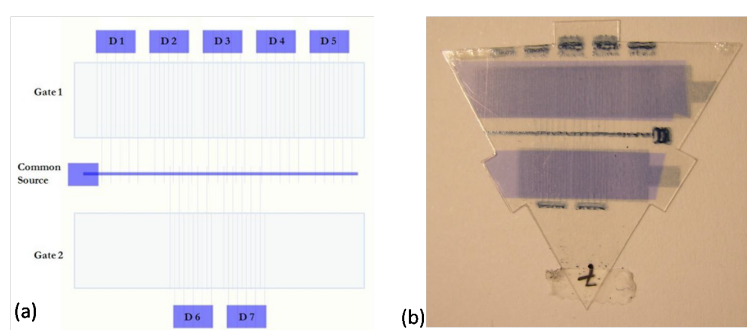 D 1 D 2 D 3 D 4 D 5
Gate 1
Common
Source
Gate 2
D 6 D 7
(a)
(b)